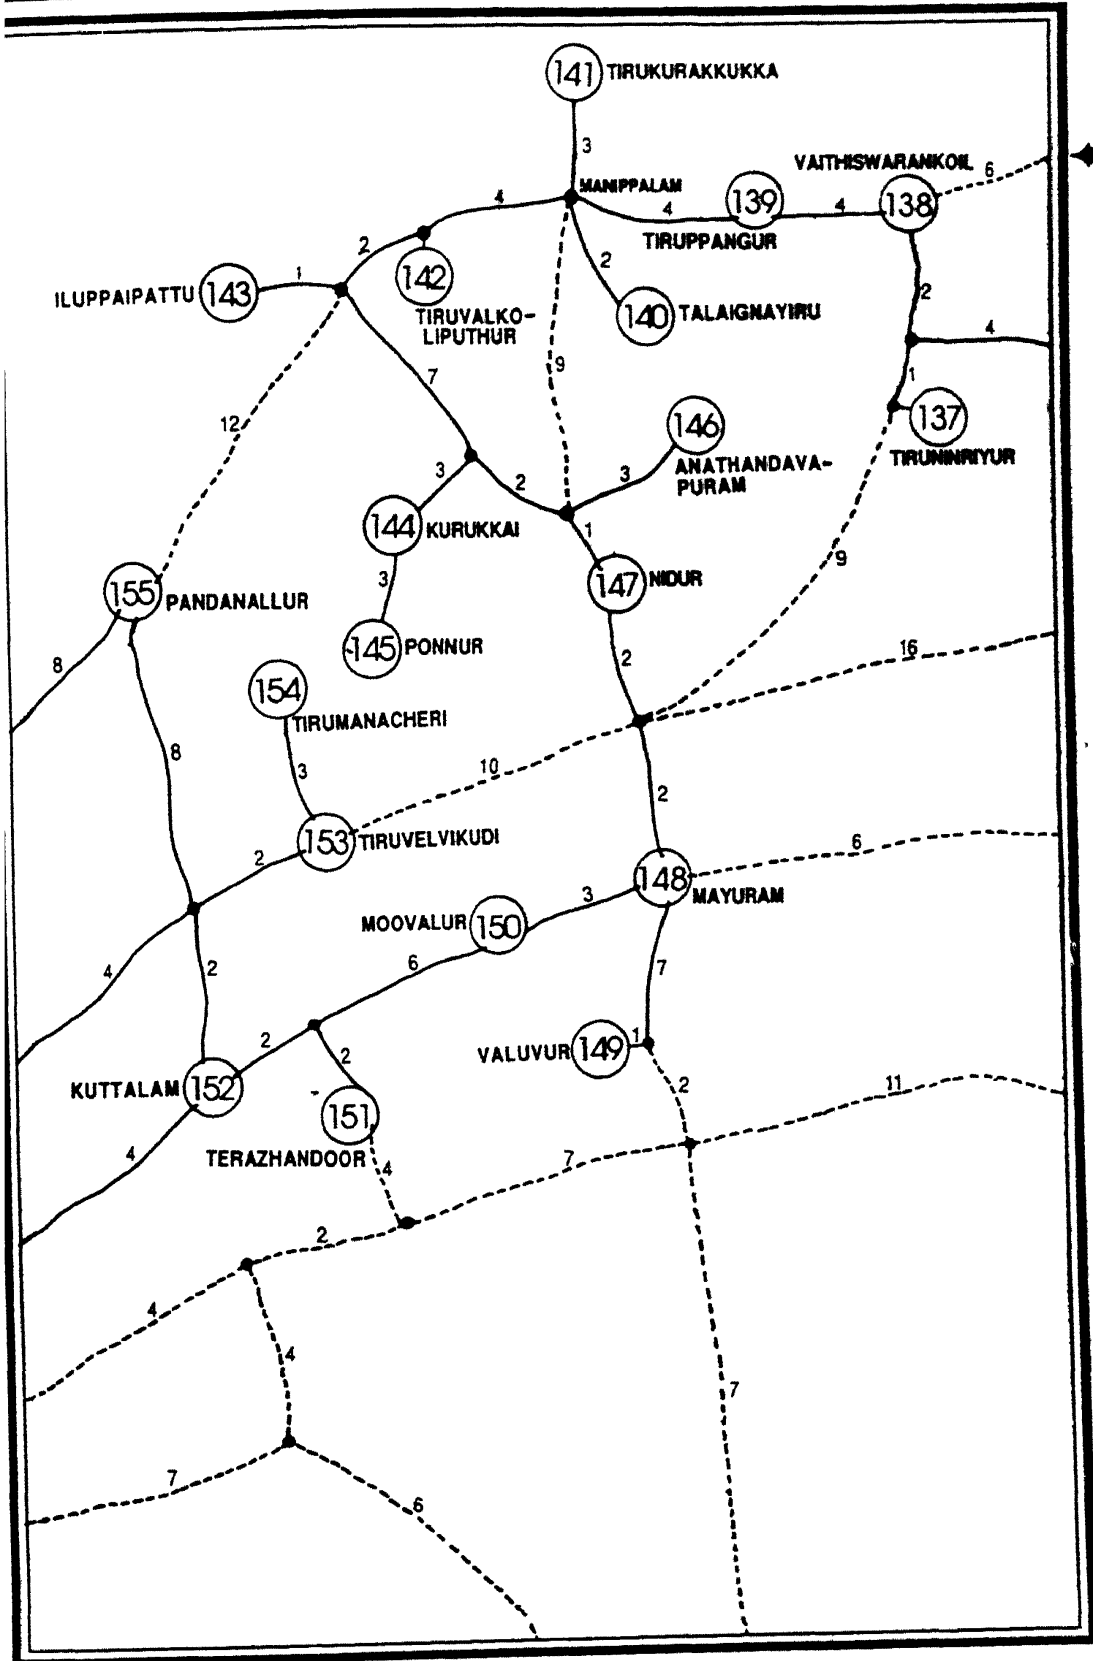 141 TIRUKURAKKUKKA
3
VAITHISWARANKOIL
6
MANIPPALAM
4
4
139
4
138
TIRUPPANGUR
2
142
2
2
ILUPPAIPATTU 143
1
TIRUVALKO-
LIPUTHUR
140 TALAIGNAYIRU
4
9
7
1
12
146
137
ANATHANDAVA-
PURAM
TIRUNINRIYUR
3
2
3
144 KURUKKAI
1
9
3
147 NIDUR
155 PANDANALLUR
145 PONNUR
16
8
2
154
TIRUMANACHERI
8
3
10
2
153 TIRUVELVIKUDI
2
6
148
MAYURAM
MOOVALUR 150
3
4
2
6
7
2
2
1
VALUVUR 149
KUTTALAM 152
2
11
151
4
TERAZHANDOOR
4
7
2
4
4
7
7
6